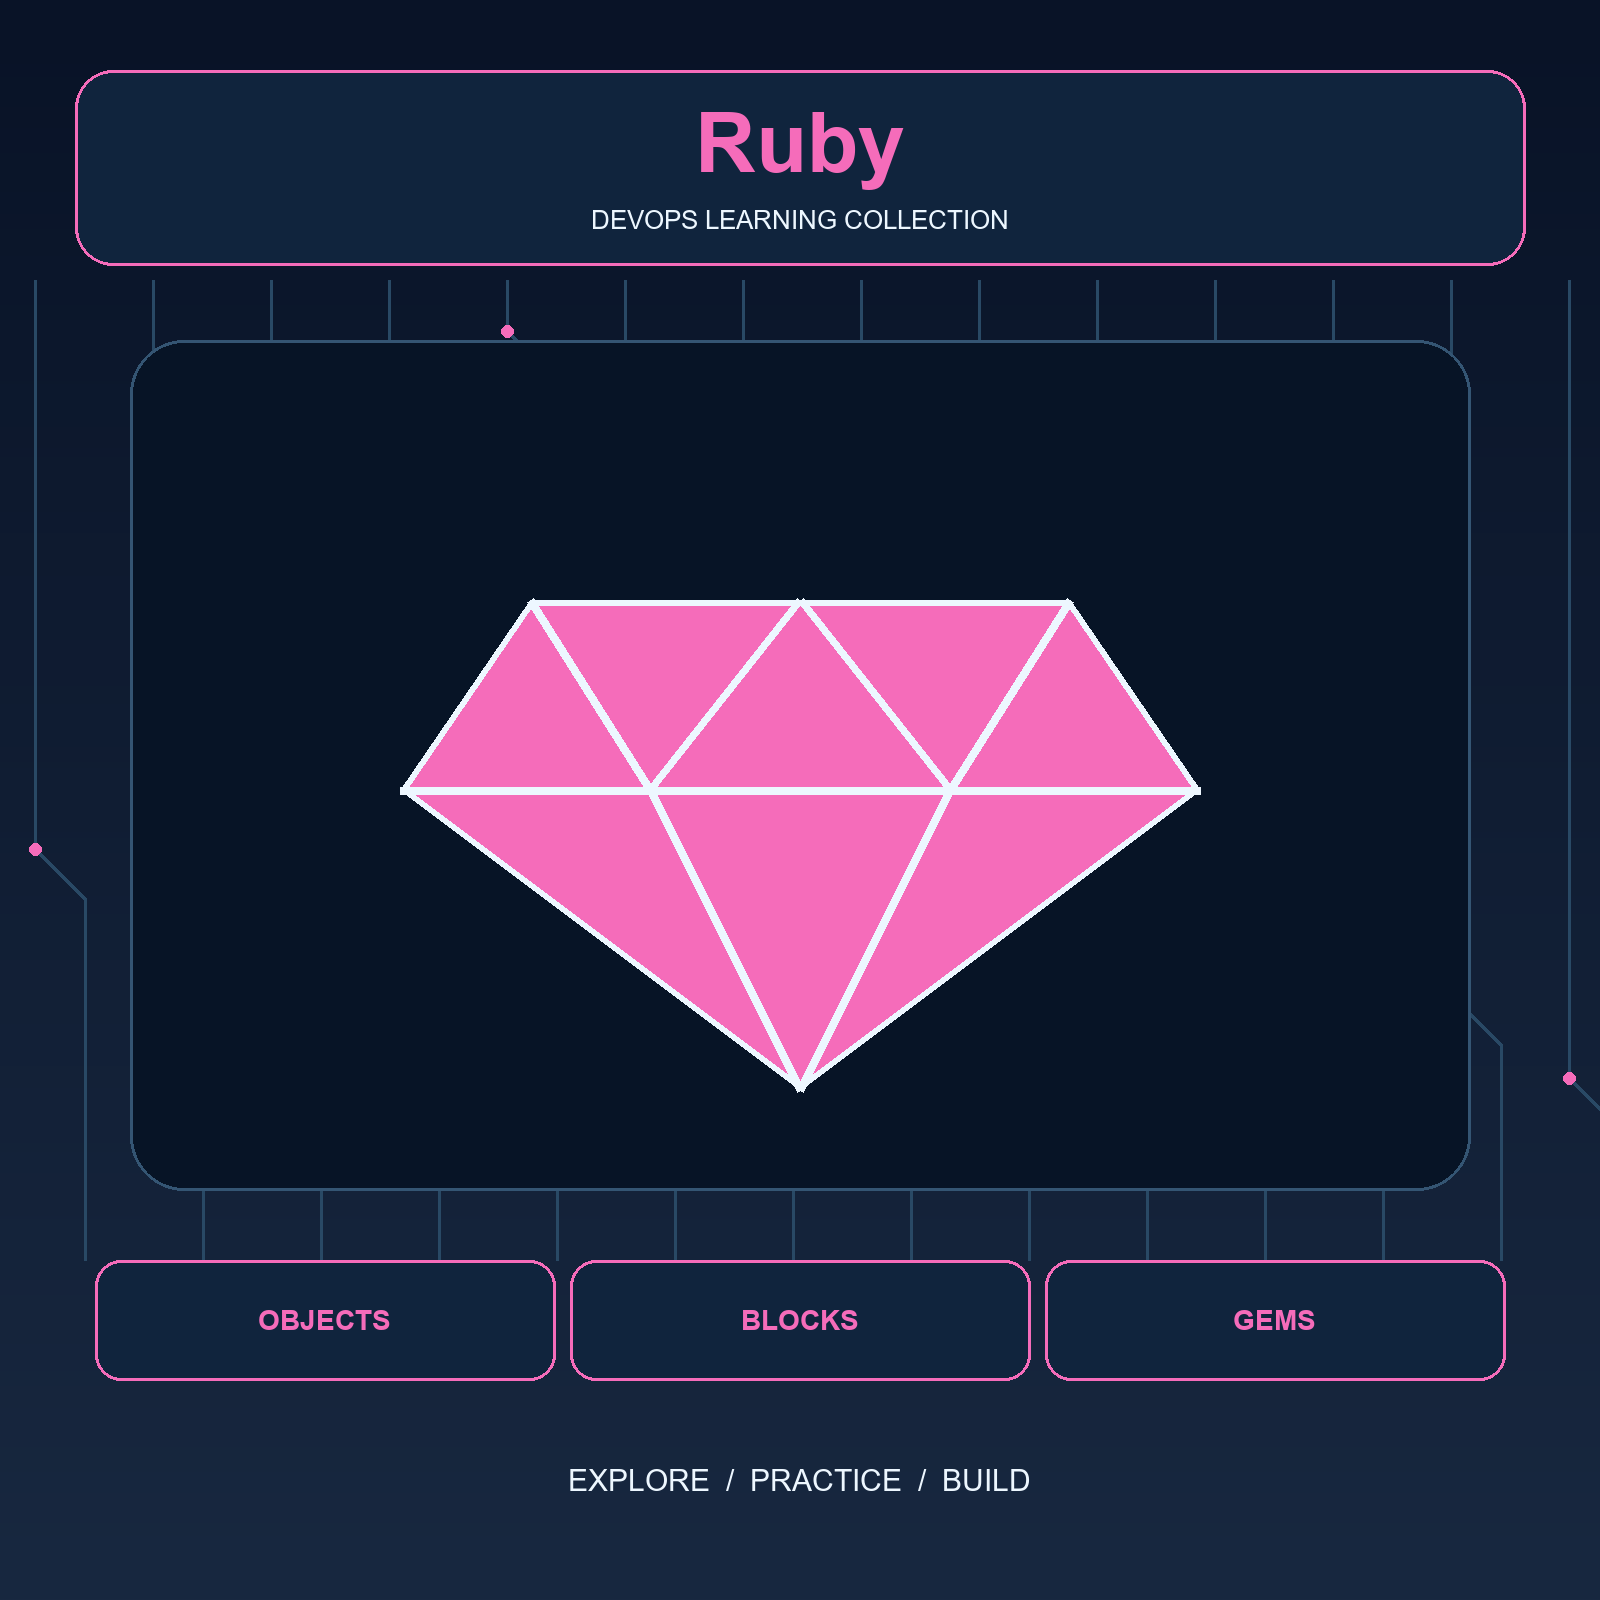 Ruby
DEVOPS LEARNING COLLECTION
OBJECTS
BLOCKS
GEMS
EXPLORE / PRACTICE / BUILD